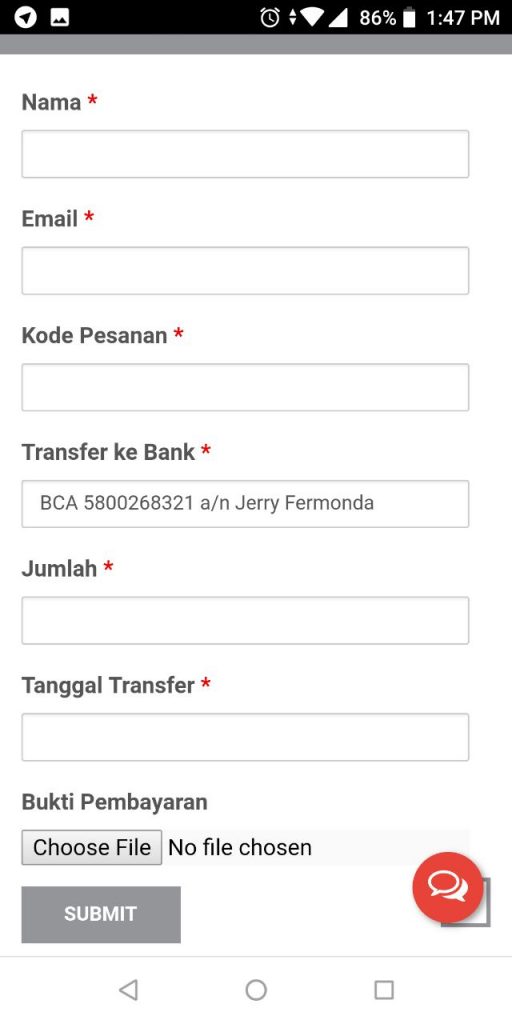 86% 1:47 PM
Nama *
Email *
Kode Pesanan *
Transfer ke Bank *
BCA 5800268321 a/n Jerry Fermonda
Jumlah *
Tanggal Transfer *
Bukti Pembayaran
Choose File No file chosen
SUBMIT